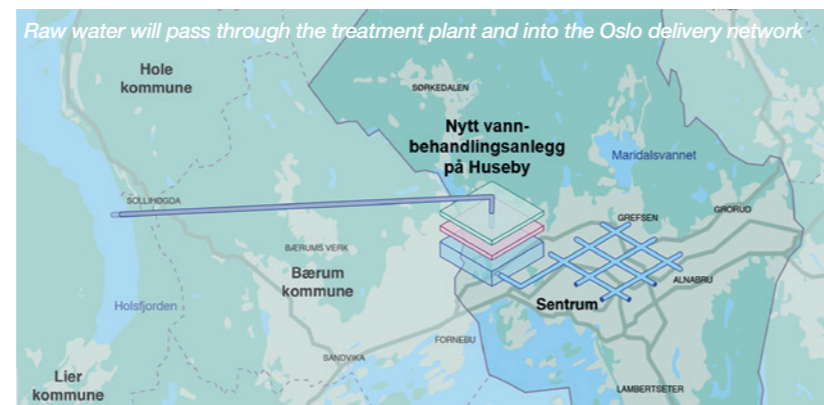 Raw water will pass through the treatment plant and into the Oslo delivery network
Hole
kommune
SØRKEDALEN
Nytt vann-
behandlingsanlegg
på Huseby
Maridalsvannet
SOLLIHØGDA
GREFSEN
GRORUD
BÆRUMS VERK
Bærum
kommune
ALNABRU
Holsfjorden
Sentrum
FORNEBU
SANDVIKA
Lier
kommune
LAMBERTSETER